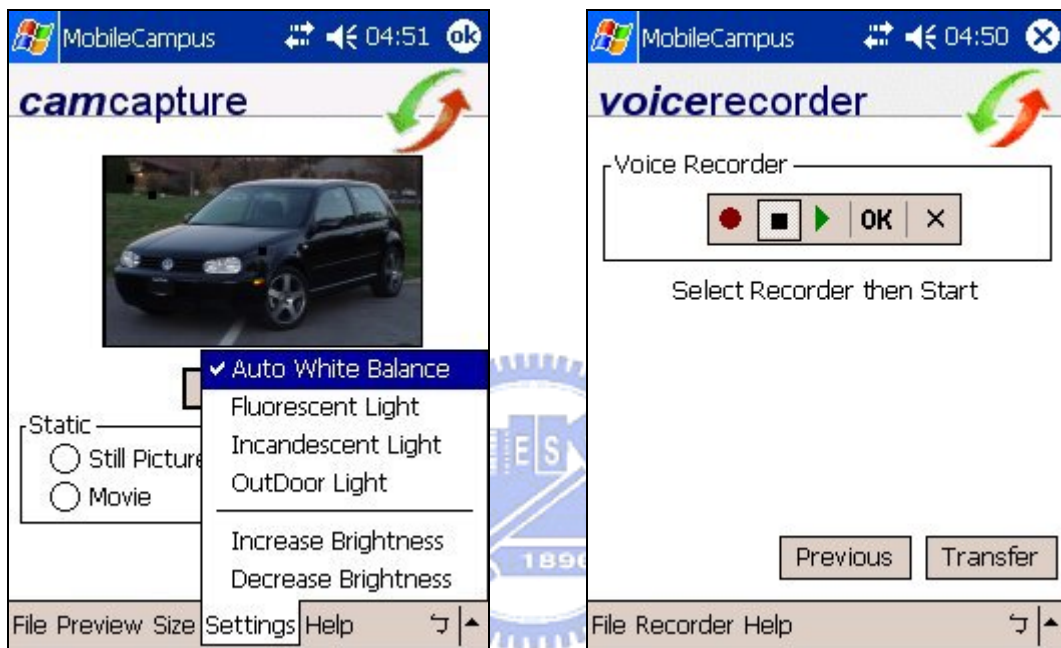 MobileCampus 04:51 ok
camcapture
Auto White Balance
Fluorescent Light
Incandescent Light
OutDoor Light
Increase Brightness
Decrease Brightness
Static
Still Picture
Movie
File Preview Size Settings Help
MobileCampus 04:50
voicerecorder
Voice Recorder
OK
Select Recorder then Start
Previous Transfer
File Recorder Help
E S
1896